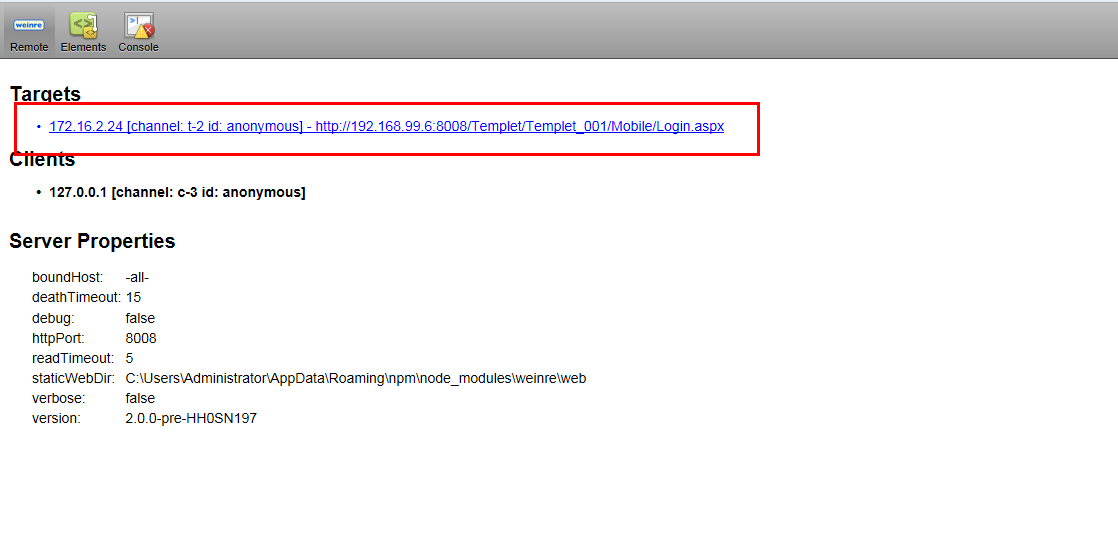 weinre
Remote Elements Console
Targets
• 172.16.2.24 [channel: t-2 id: anonymous] - http://192.168.99.6:8008/Templet/Templet_001/Mobile/Login.aspx
Clients
• 127.0.0.1 [channel: c-3 id: anonymous]
Server Properties
boundHost: -all-
deathTimeout: 15
debug: false
httpPort: 8008
readTimeout: 5
staticWebDir: C:\Users\Administrator\AppData\Roaming\npm\node_modules\weinre\web
verbose: false
version: 2.0.0-pre-HH0SN197